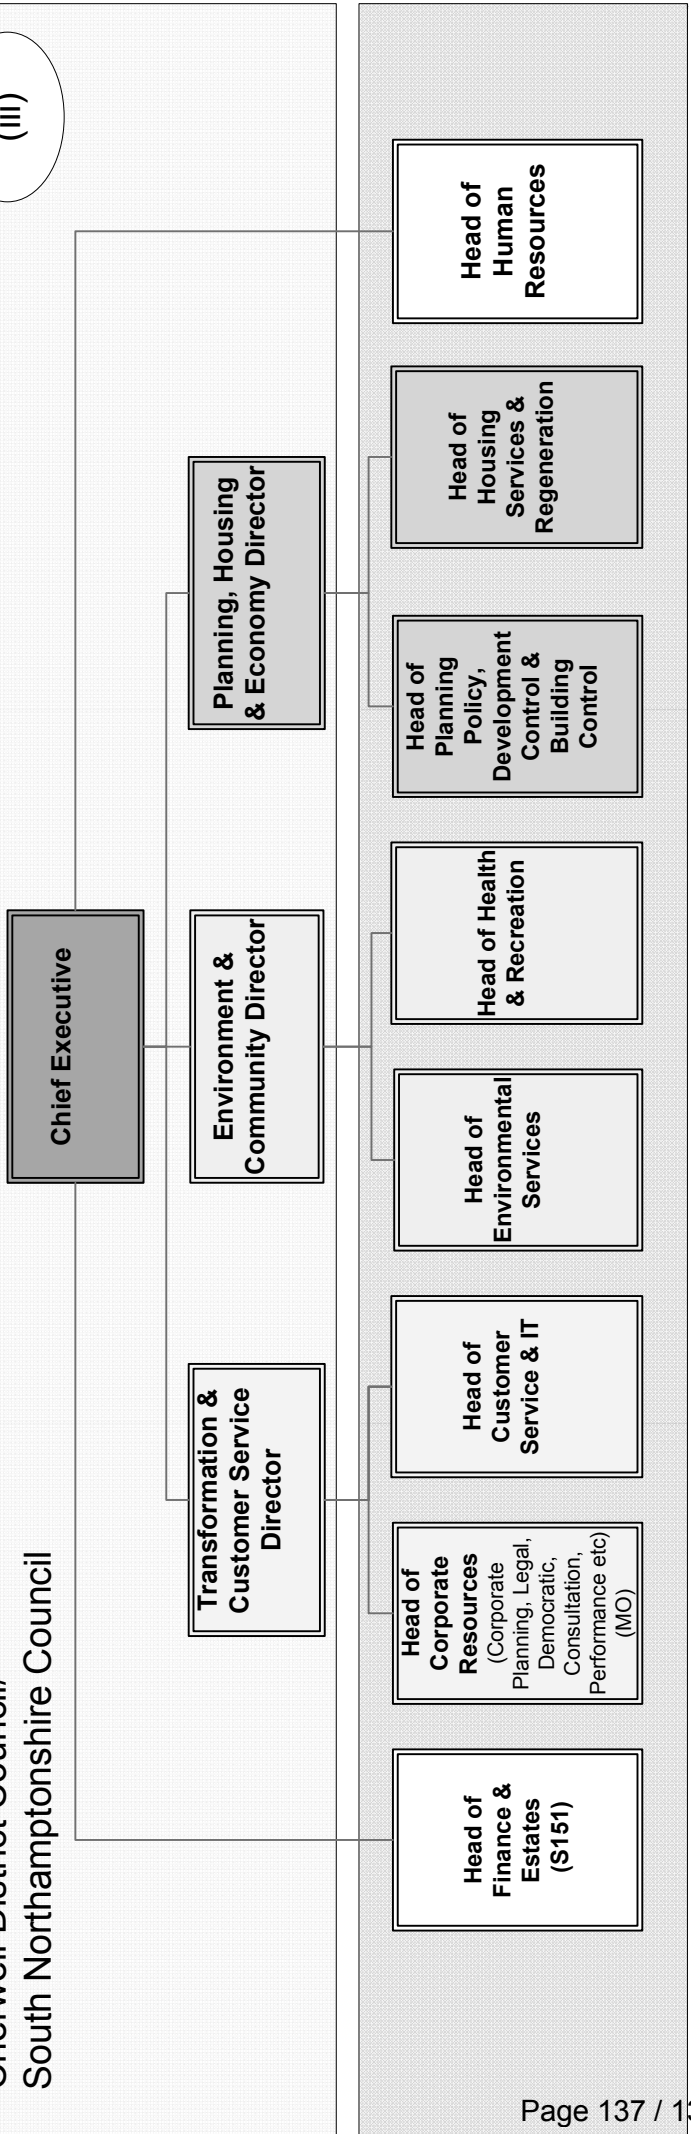 (III)
South Northamptonshire Council
Chief Executive
Transformation &
Customer Service
Director
Environment &
Community Director
Planning, Housing
& Economy Director
Head of
Finance &
Estates
(S151)
Head of
Corporate
Resources
(Corporate
Planning, Legal,
Democratic,
Consultation,
Performance etc)
(MO)
Head of
Customer
Service & IT
Head of
Environmental
Services
Head of Health
& Recreation
Head of
Planning
Policy,
Development
Control &
Building
Control
Head of
Housing
Services &
Regeneration
Head of
Human
Resources
Page 137 /